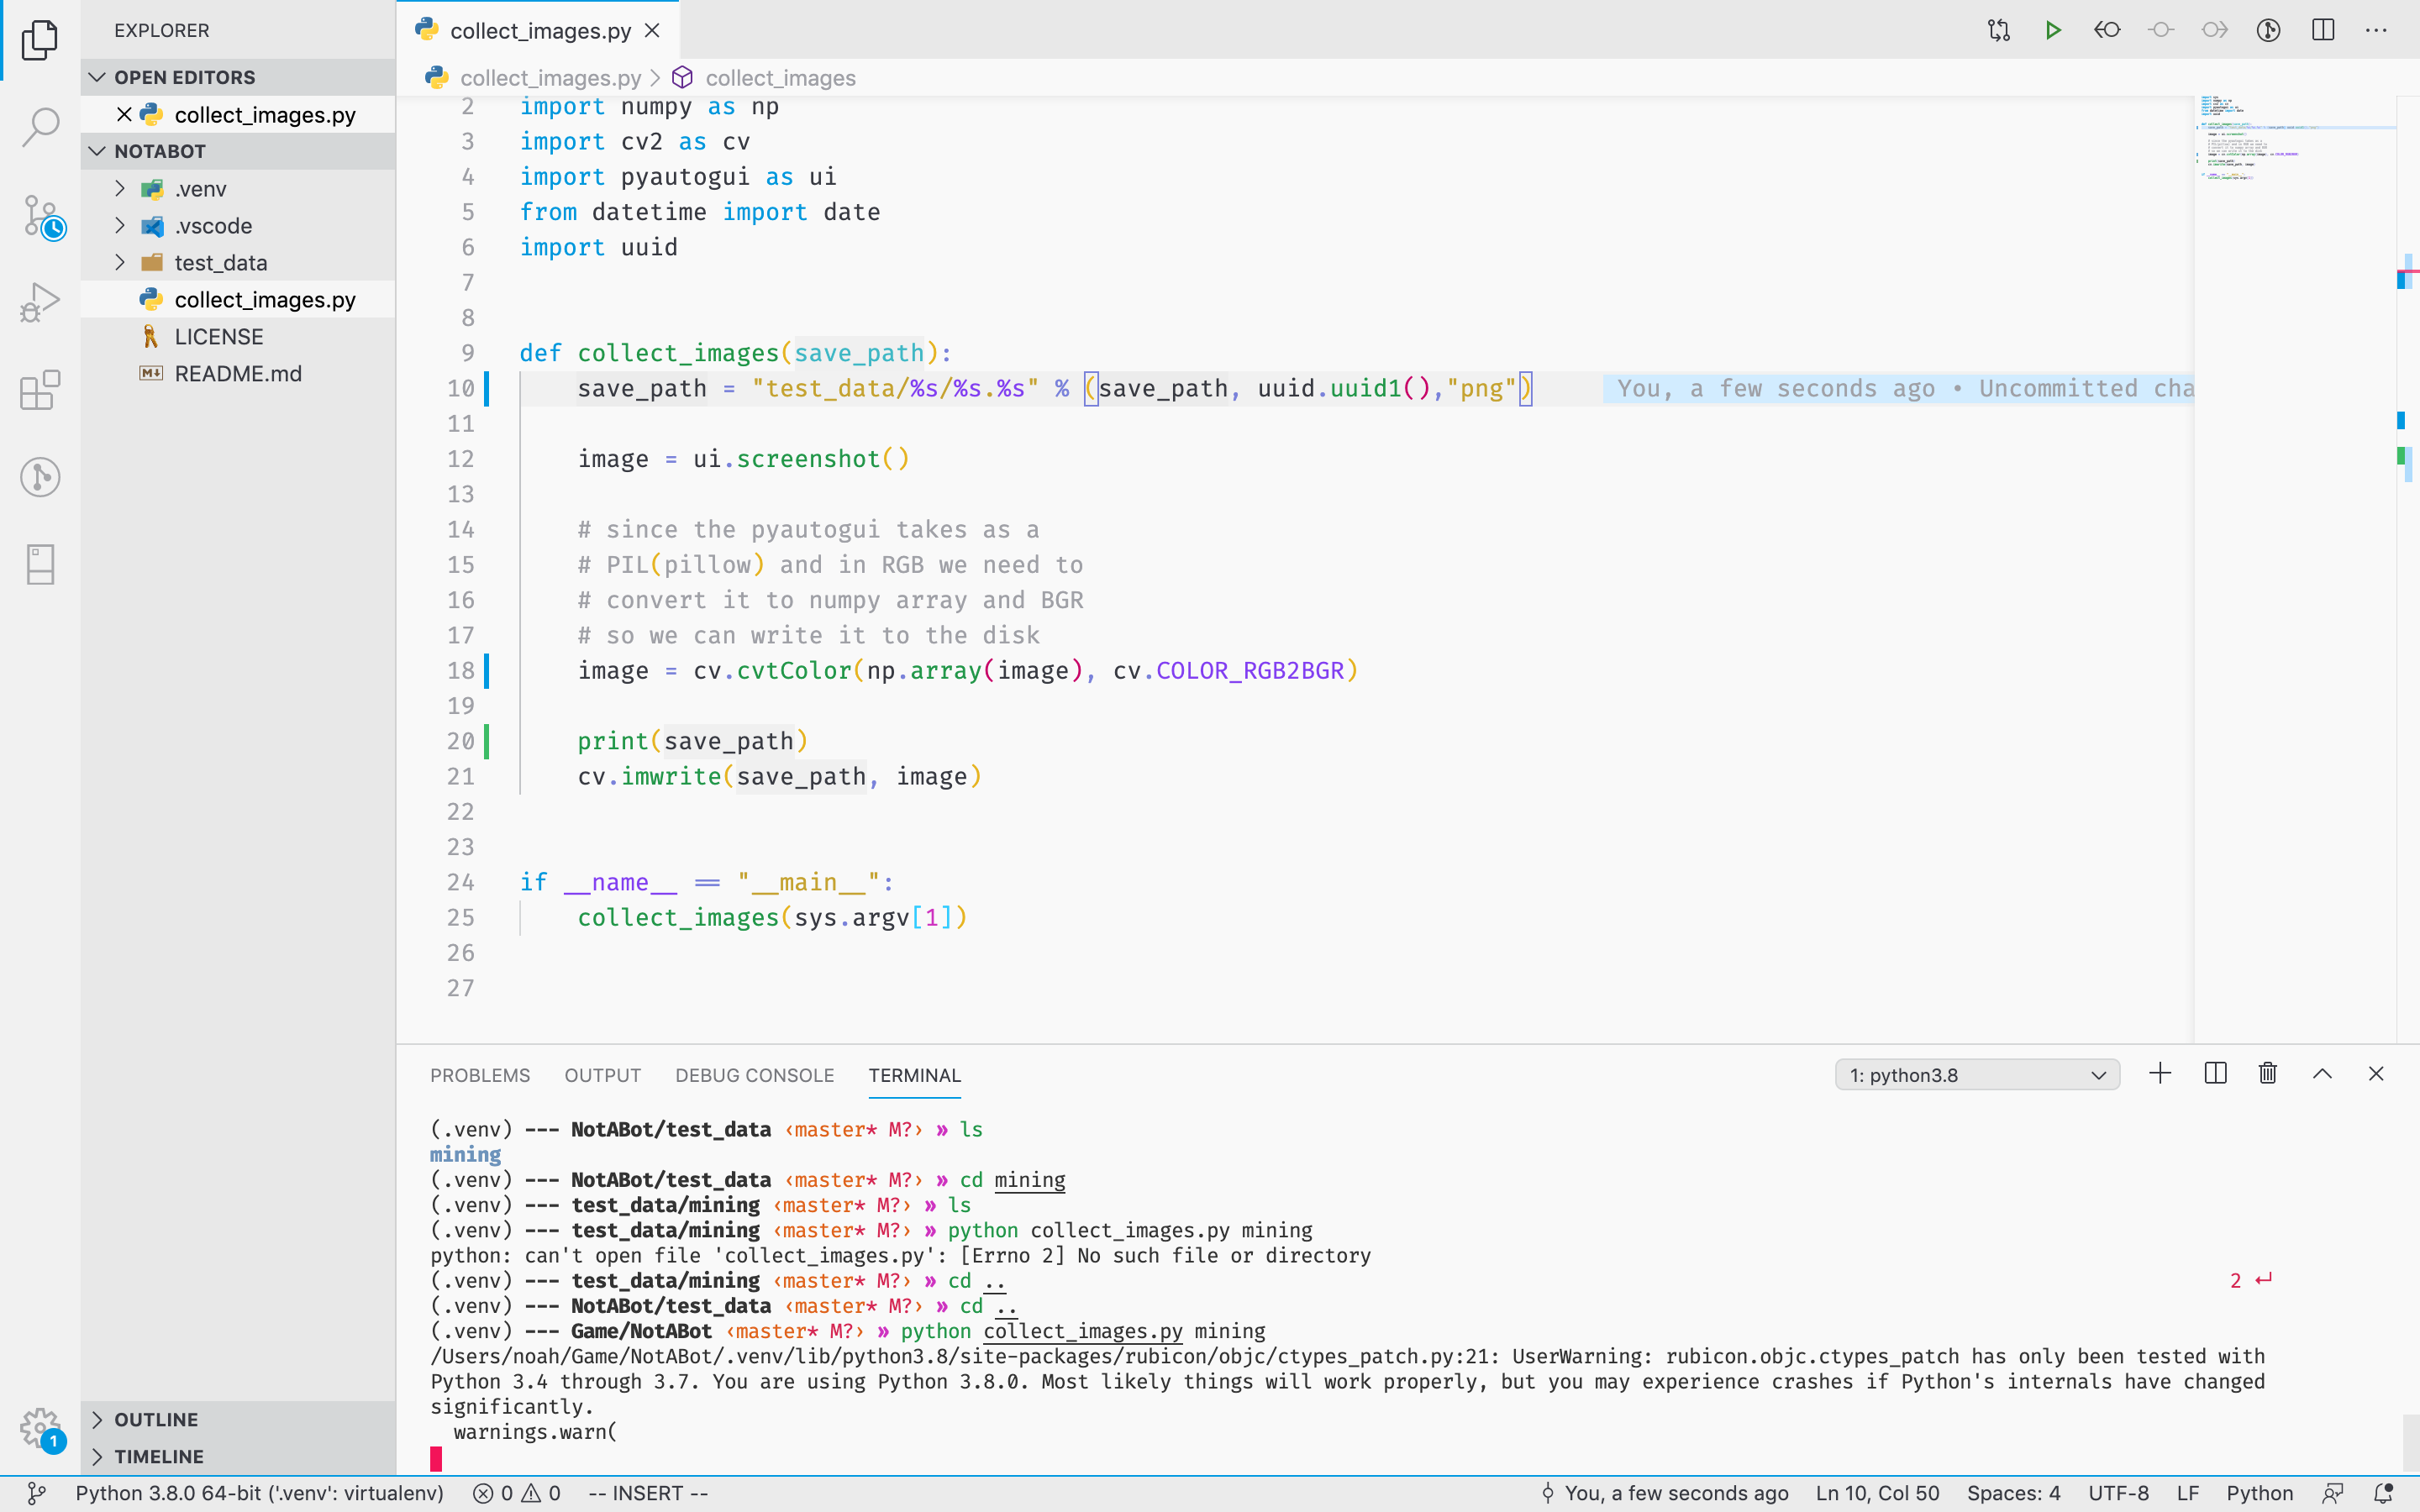 EXPLORER
OPEN EDITORS
collect_images.py
NOTABOT
.venv
.vscode
test_data
collect_images.py
LICENSE
README.md
OUTLINE
TIMELINE
1
collect_images.py
collect_images.py collect_images
2 import numpy as np
3 import cv2 as cv
4 import pyautogui as ui
5 from datetime import date
6 import uuid
7
8
9 def collect_images(save_path):
10 save_path = "test_data/%s/%s.%s" % (save_path, uuid.uuid1(),"png") You, a few seconds ago • Uncommitted cha
11
12 image = ui.screenshot()
13
14 # since the pyautogui takes as a
15 # PIL(pillow) and in RGB we need to
16 # convert it to numpy array and BGR
17 # so we can write it to the disk
18 image = cv.cvtColor(np.array(image), cv.COLOR_RGB2BGR)
19
20 print(save_path)
21 cv.imwrite(save_path, image)
22
23
24 if __name__ == "__main__":
25 collect_images(sys.argv[1])
26
27
PROBLEMS OUTPUT DEBUG CONSOLE TERMINAL 1: python3.8
(.venv) --- NotABot/test_data ‹master* M?› » ls
mining
(.venv) --- NotABot/test_data ‹master* M?› » cd mining
(.venv) --- test_data/mining ‹master* M?› » ls
(.venv) --- test_data/mining ‹master* M?› » python collect_images.py mining
python: can't open file 'collect_images.py': [Errno 2] No such file or directory
(.venv) --- test_data/mining ‹master* M?› » cd .. 2 ↵
(.venv) --- NotABot/test_data ‹master* M?› » cd ..
(.venv) --- Game/NotABot ‹master* M?› » python collect_images.py mining
/Users/noah/Game/NotABot/.venv/lib/python3.8/site-packages/rubicon/objc/ctypes_patch.py:21: UserWarning: rubicon.objc.ctypes_patch has only been tested with
Python 3.4 through 3.7. You are using Python 3.8.0. Most likely things will work properly, but you may experience crashes if Python's internals have changed
significantly.
warnings.warn(
Python 3.8.0 64-bit ('.venv': virtualenv) 0 0 -- INSERT -- You, a few seconds ago Ln 10, Col 50 Spaces: 4 UTF-8 LF Python